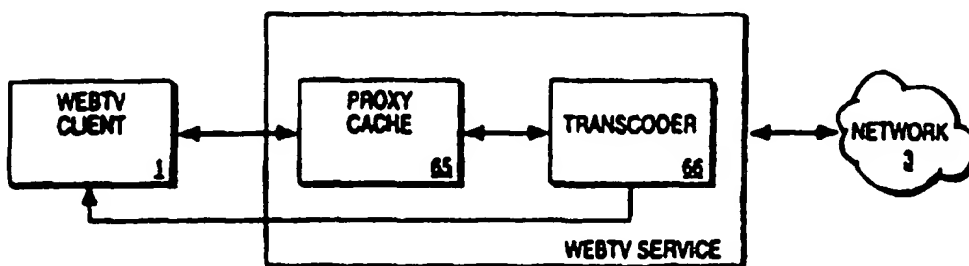 WEBTV
CLIENT
1
PROXY
CACHE
65
TRANSCODER
66
NETWORK
3
WEBTV SERVICE